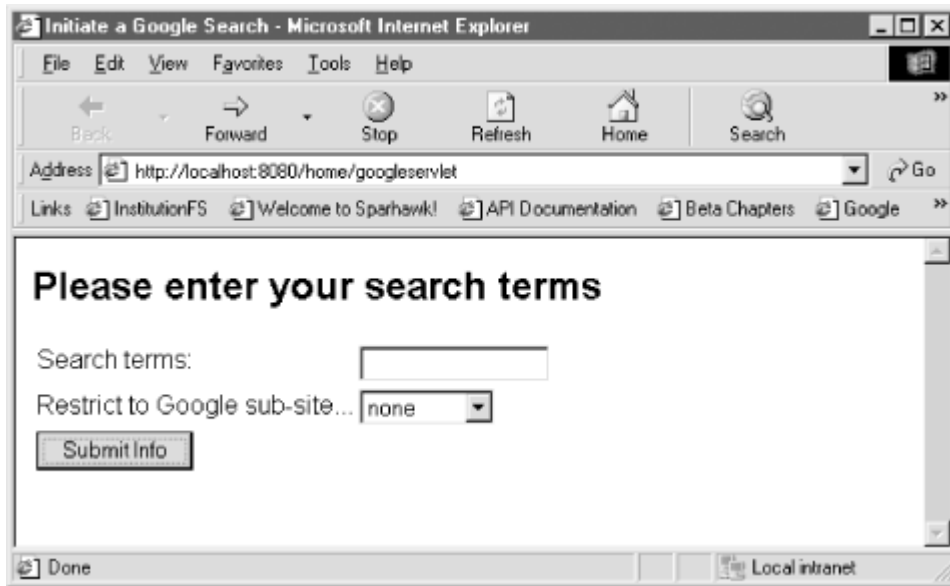 Initiate a Google Search - Microsoft Internet Explorer
File Edit View Favorites Tools Help
Back Forward Stop Refresh Home Search »
Address http://localhost:8080/home/googleservlet Go
Links InstitutionFS Welcome to Sparhawk! API Documentation Beta Chapters Google »
Please enter your search terms
Search terms:
Restrict to Google sub-site... none
Submit Info
Done Local intranet